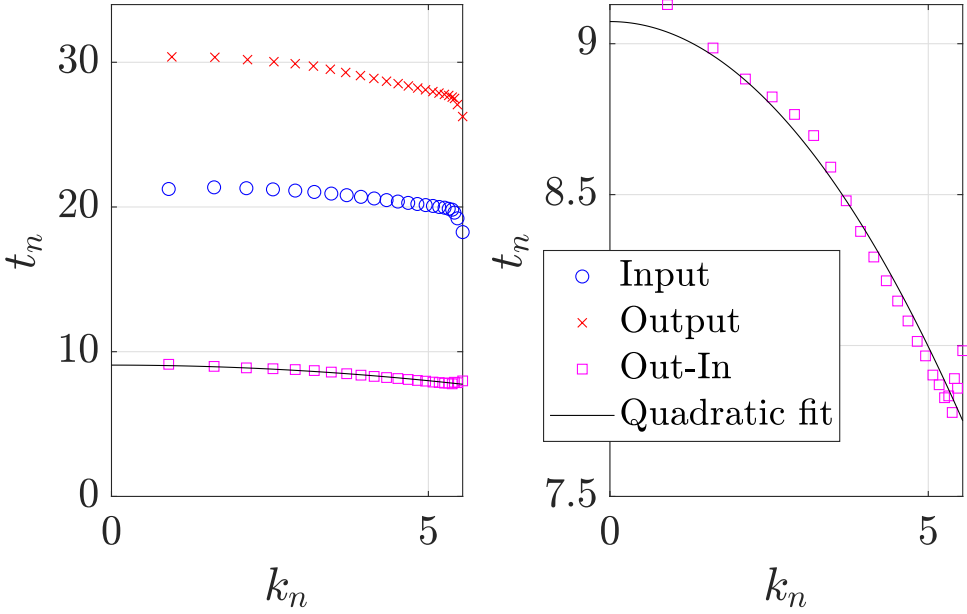 30
20
10
0
t_n
0
5
k_n
9
8.5
7.5
t_n
0
5
k_n
Input
Output
Out-In
Quadratic fit